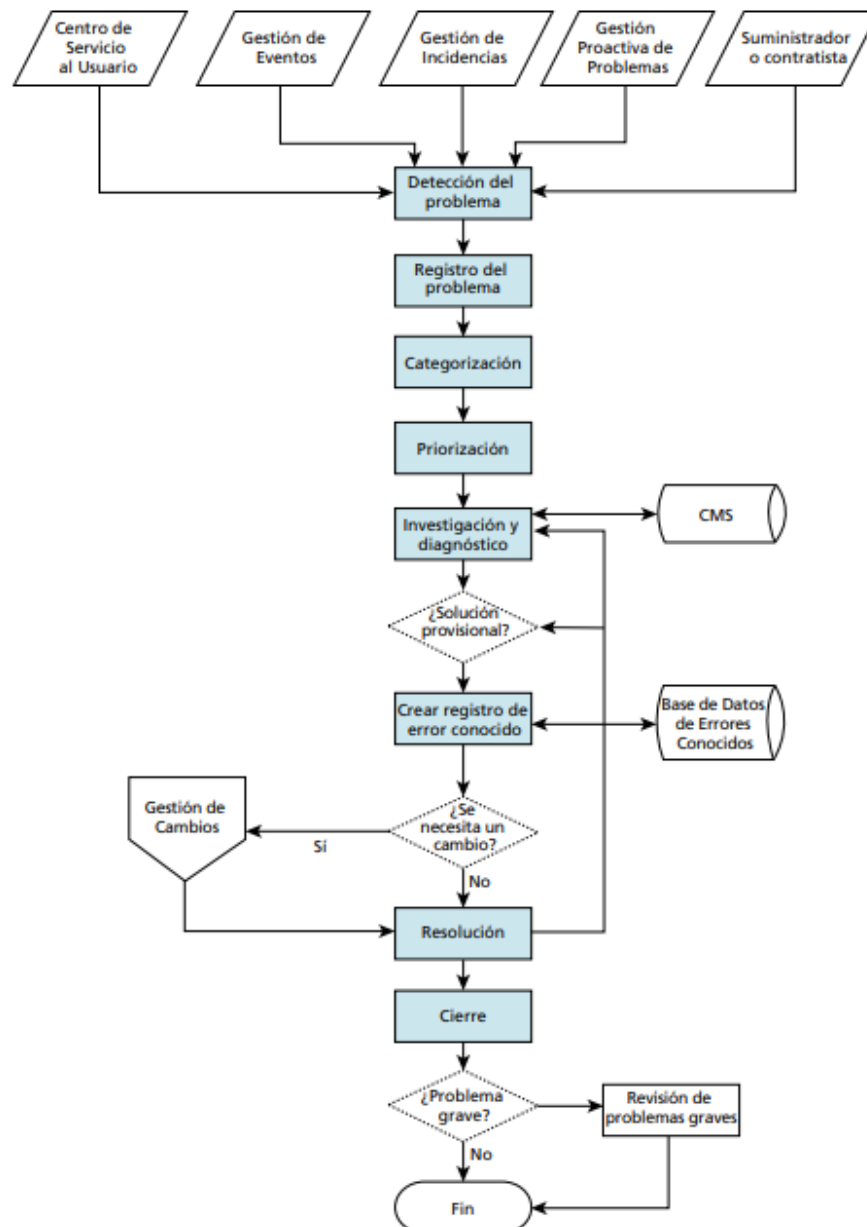 Centro de
Servicio
al Usuario
Gestión de
Eventos
Gestión de
Incidencias
Gestión
Proactiva de
Problemas
Suministrador
o contratista
Detección del
problema
Registro del
problema
Categorización
Priorización
Investigación y
diagnóstico
CMS
¿Solución
provisional?
Crear registro de
error conocido
Base de Datos
de Errores
Conocidos
Gestión de
Cambios
¿Se
necesita un
cambio?
Sí
No
Resolución
Cierre
¿Problema
grave?
Revisión de
problemas graves
No
Fin